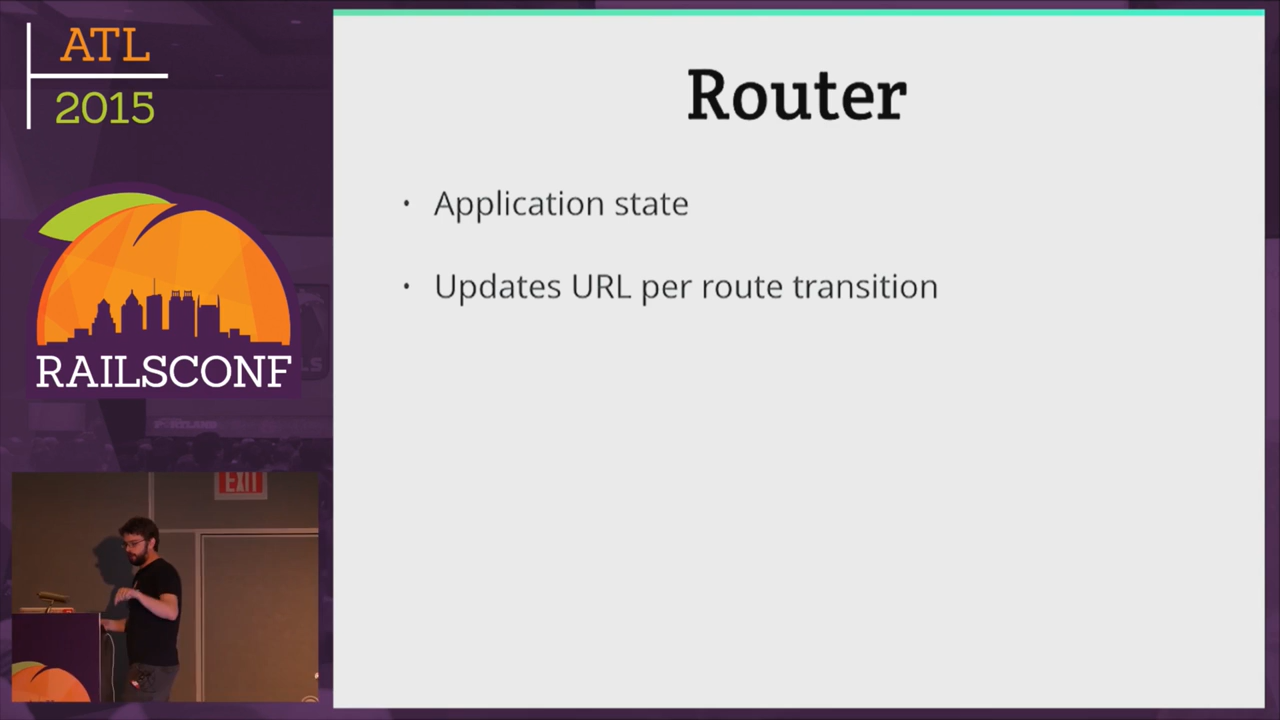 ATL
2015
RAILSCONF
EXIT
Router
• Application state
• Updates URL per route transition